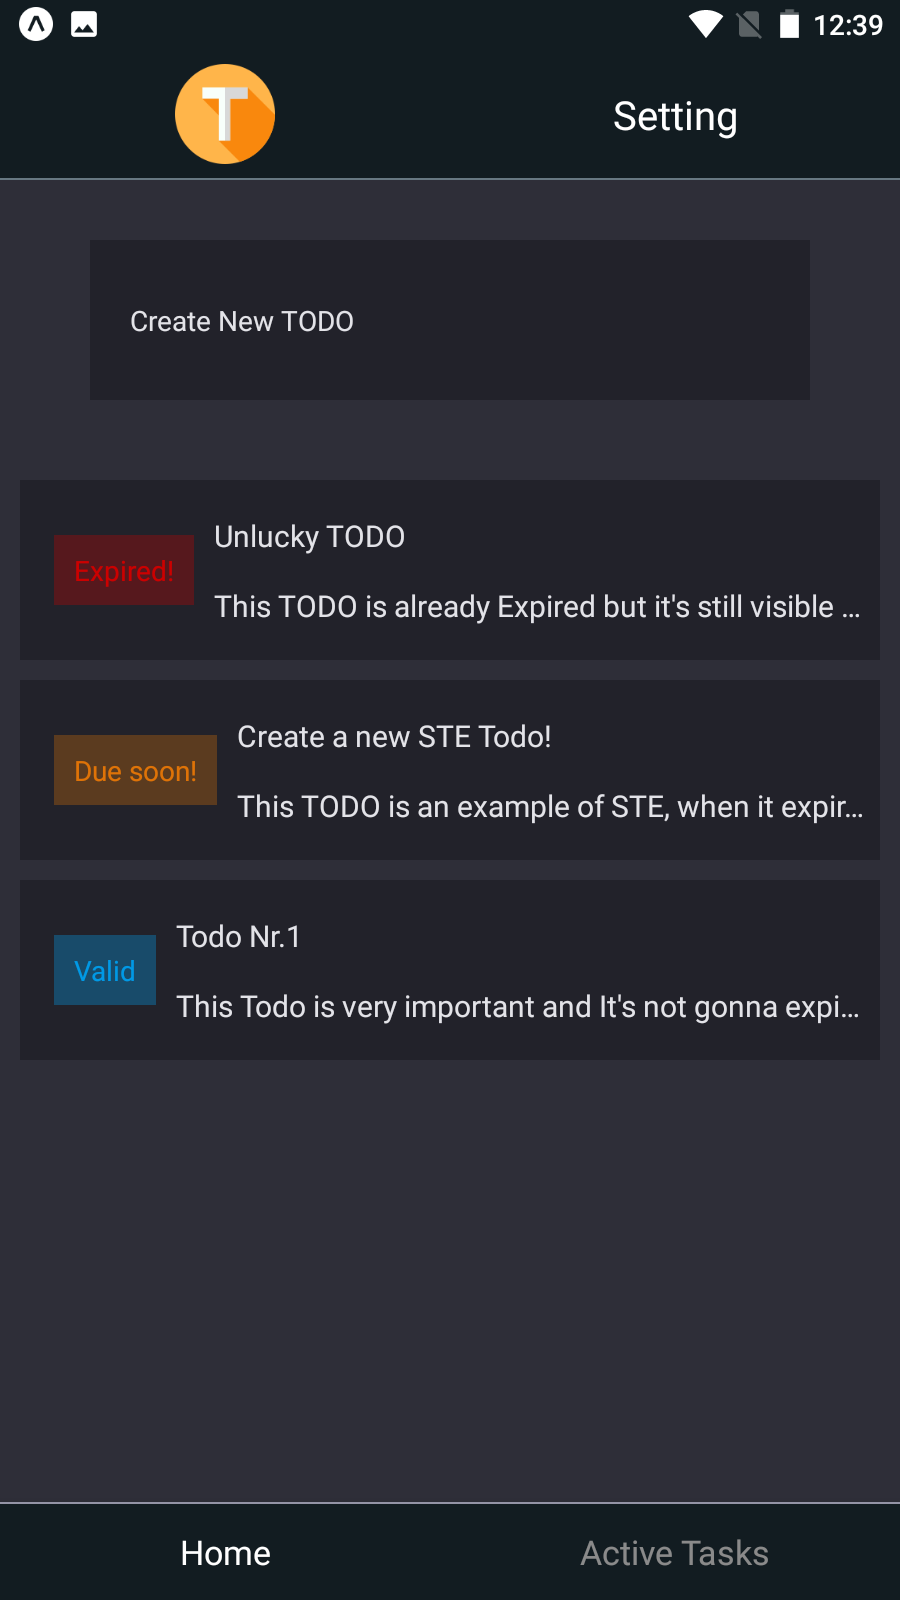 12:39
T
Setting
Create New TODO
Unlucky TODO
Expired!
This TODO is already Expired but it's still visible ...
Create a new STE Todo!
Due soon!
This TODO is an example of STE, when it expir...
Todo Nr.1
Valid
This Todo is very important and It's not gonna expi...
Home
Active Tasks